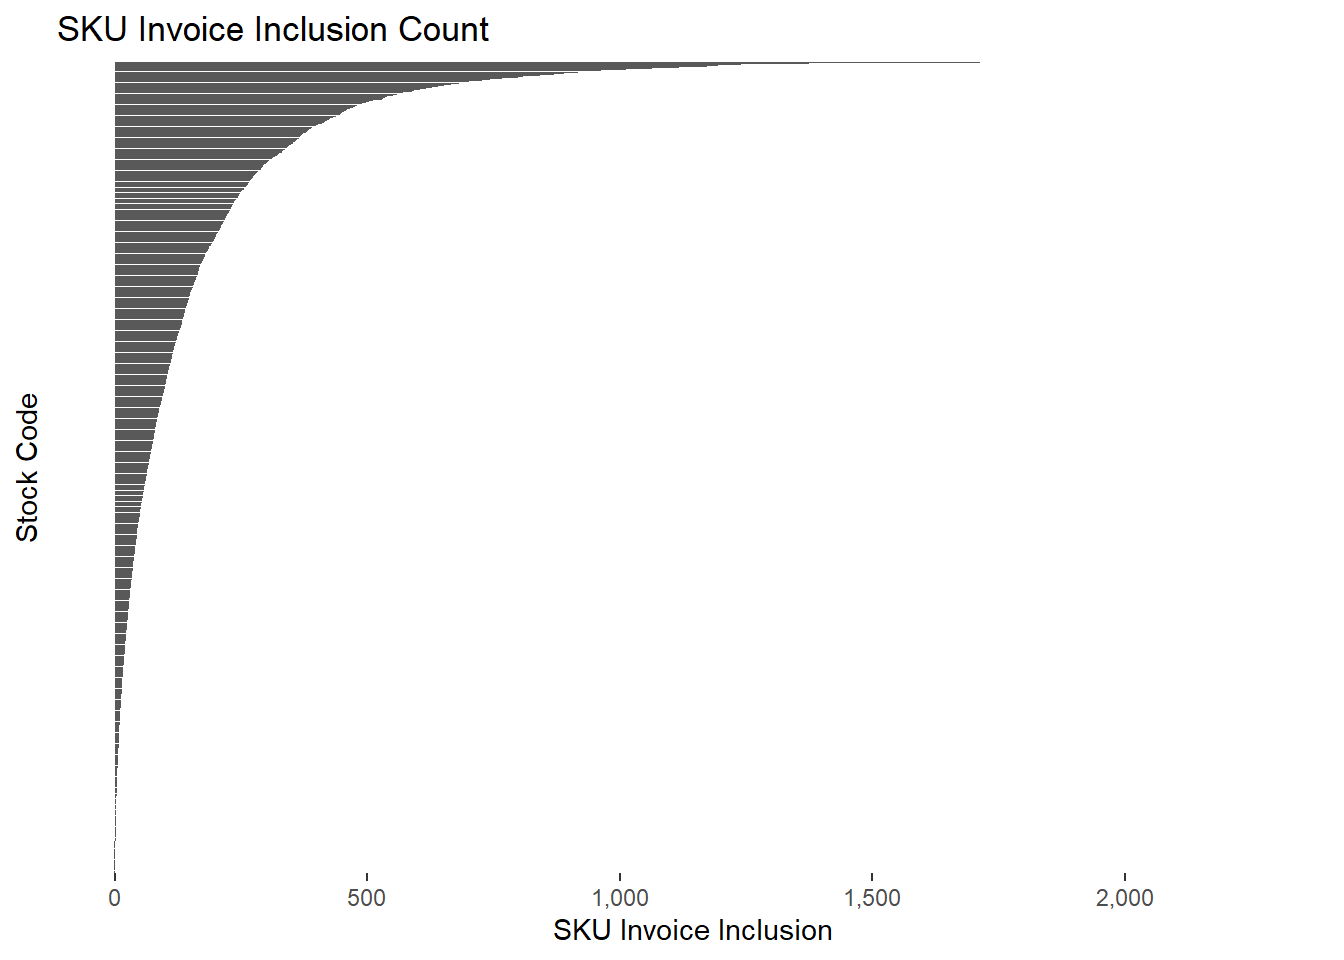 SKU Invoice Inclusion Count
Stock Code
0
500
1,000
1,500
2,000
SKU Invoice Inclusion